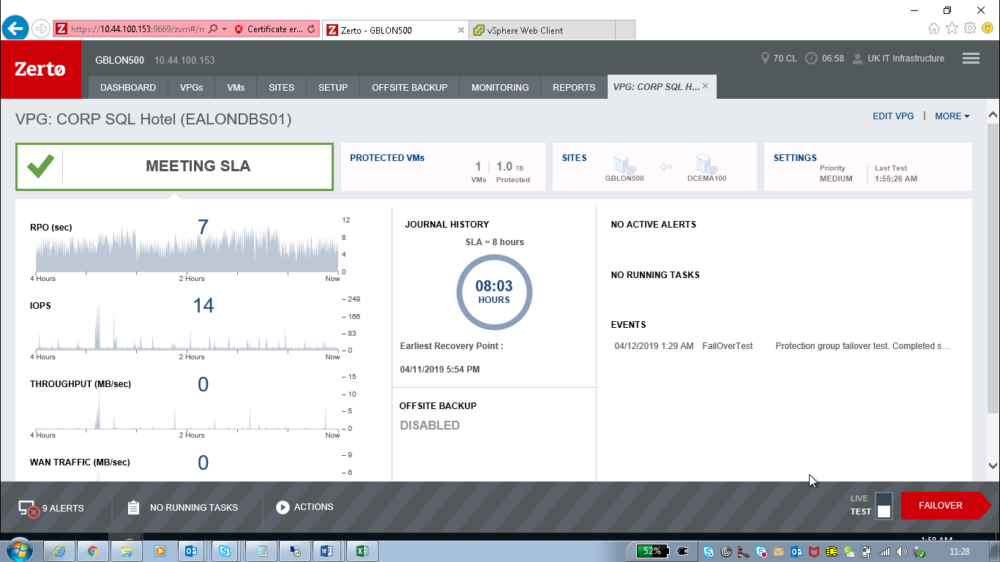 https://10.44.100.153:9669/zvm#/m
Certificate er...
Zerto - GBLON500
vSphere Web Client
Zerto
GBLON500 10.44.100.153
70 CL
06:58
UK IT Infrastructure
DASHBOARD
VPGs
VMs
SITES
SETUP
OFFSITE BACKUP
MONITORING
REPORTS
VPG: CORP SQL H...
VPG: CORP SQL Hotel (EALONDBS01)
EDIT VPG | MORE
MEETING SLA
PROTECTED VMs
1 1.0 TB
VMs Protected
SITES
GBLON500 DCEMA100
SETTINGS
Priority Last Test
MEDIUM 1:55:26 AM
RPO (sec) 7
12
8
4
0
4 Hours 2 Hours Now
IOPS 14
249
166
83
0
4 Hours 2 Hours Now
THROUGHPUT (MB/sec) 0
15
10
5
0
4 Hours 2 Hours Now
WAN TRAFFIC (MB/sec) 0
9
6
JOURNAL HISTORY
SLA = 8 hours
08:03
HOURS
Earliest Recovery Point :
04/11/2019 5:54 PM
OFFSITE BACKUP
DISABLED
NO ACTIVE ALERTS
NO RUNNING TASKS
EVENTS
04/12/2019 1:29 AM FailOverTest Protection group failover test. Completed s...
9 ALERTS
NO RUNNING TASKS
ACTIONS
LIVE
TEST
FAILOVER
52%
11:28